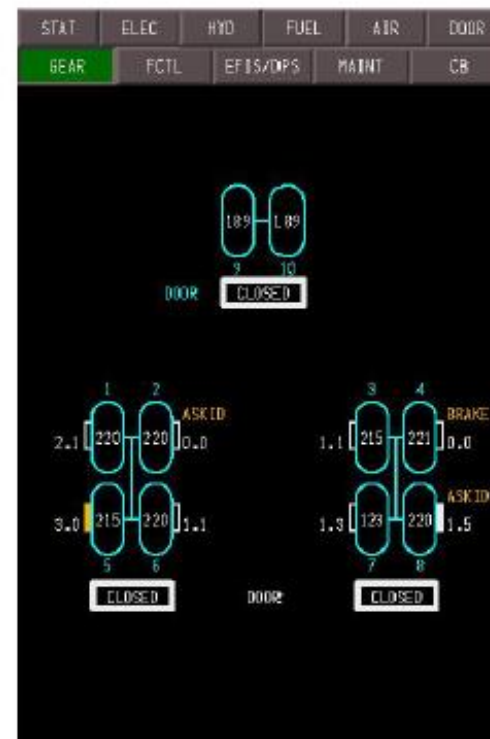 STAT ELEC HYD FUEL AIR DOOR
GEAR FCTL EFIS/DPS MAINT CB
189 189
9 10
DOOR CLOSED
1 2 3 4
ASKID BRAKE
2.1 220 220 0.0 1.1 215 221 0.0
ASKID
3.0 215 220 1.1 1.3 123 220 1.5
5 6 7 8
CLOSED DOOR CLOSED